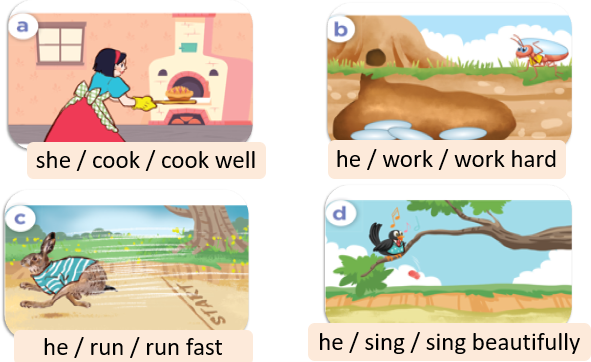 a
she / cook / cook well
b
he / work / work hard
c
START
he / run / run fast
d
he / sing / sing beautifully